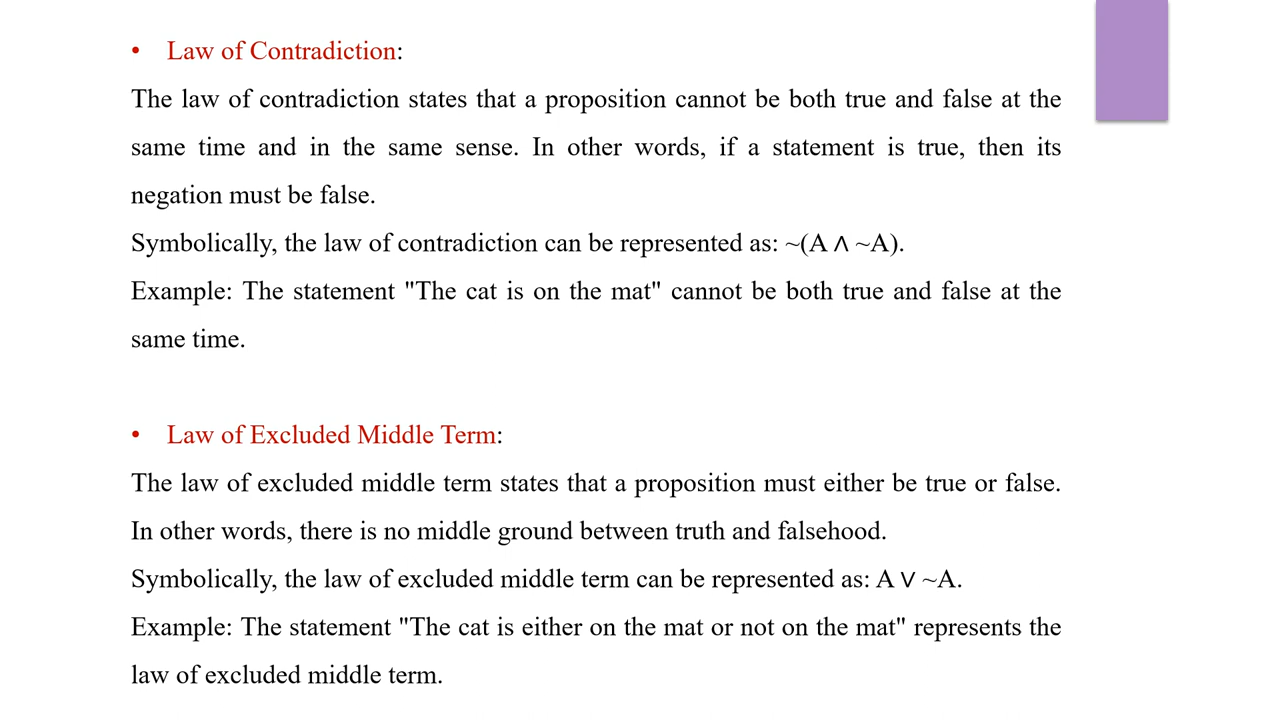 • Law of Contradiction:
The law of contradiction states that a proposition cannot be both true and false at the
same time and in the same sense. In other words, if a statement is true, then its
negation must be false.
Symbolically, the law of contradiction can be represented as: ~(A ∧ ~A).
Example: The statement "The cat is on the mat" cannot be both true and false at the
same time.
• Law of Excluded Middle Term:
The law of excluded middle term states that a proposition must either be true or false.
In other words, there is no middle ground between truth and falsehood.
Symbolically, the law of excluded middle term can be represented as: A ∨ ~A.
Example: The statement "The cat is either on the mat or not on the mat" represents the
law of excluded middle term.